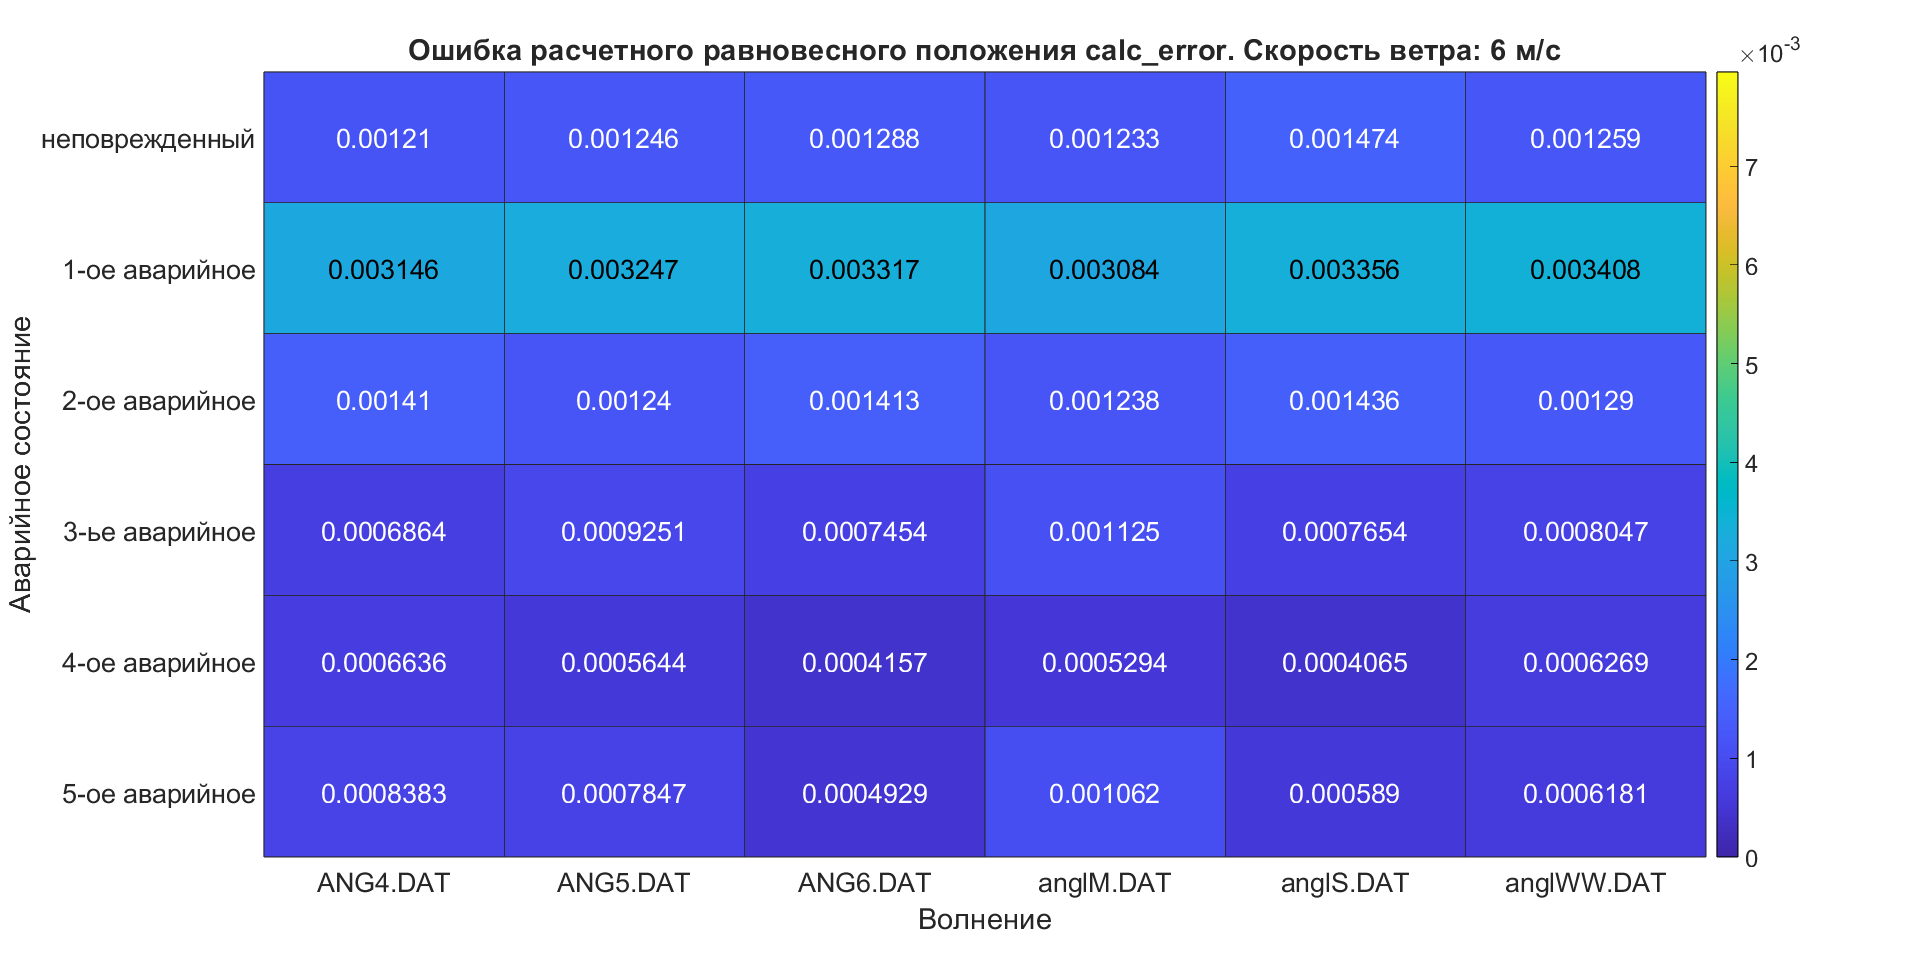 Ошибка расчетного равновесного положения calc_error. Скорость ветра: 6 м/с
×10-3
неповрежденный 0.00121 0.001246 0.001288 0.001233 0.001474 0.001259
1-ое аварийное 0.003146 0.003247 0.003317 0.003084 0.003356 0.003408
2-ое аварийное 0.00141 0.00124 0.001413 0.001238 0.001436 0.00129
3-ье аварийное 0.0006864 0.0009251 0.0007454 0.001125 0.0007654 0.0008047
4-ое аварийное 0.0006636 0.0005644 0.0004157 0.0005294 0.0004065 0.0006269
5-ое аварийное 0.0008383 0.0007847 0.0004929 0.001062 0.000589 0.0006181
ANG4.DAT ANG5.DAT ANG6.DAT anglM.DAT anglS.DAT anglWW.DAT
Волнение
Аварийное состояние
7
6
5
4
3
2
1
0